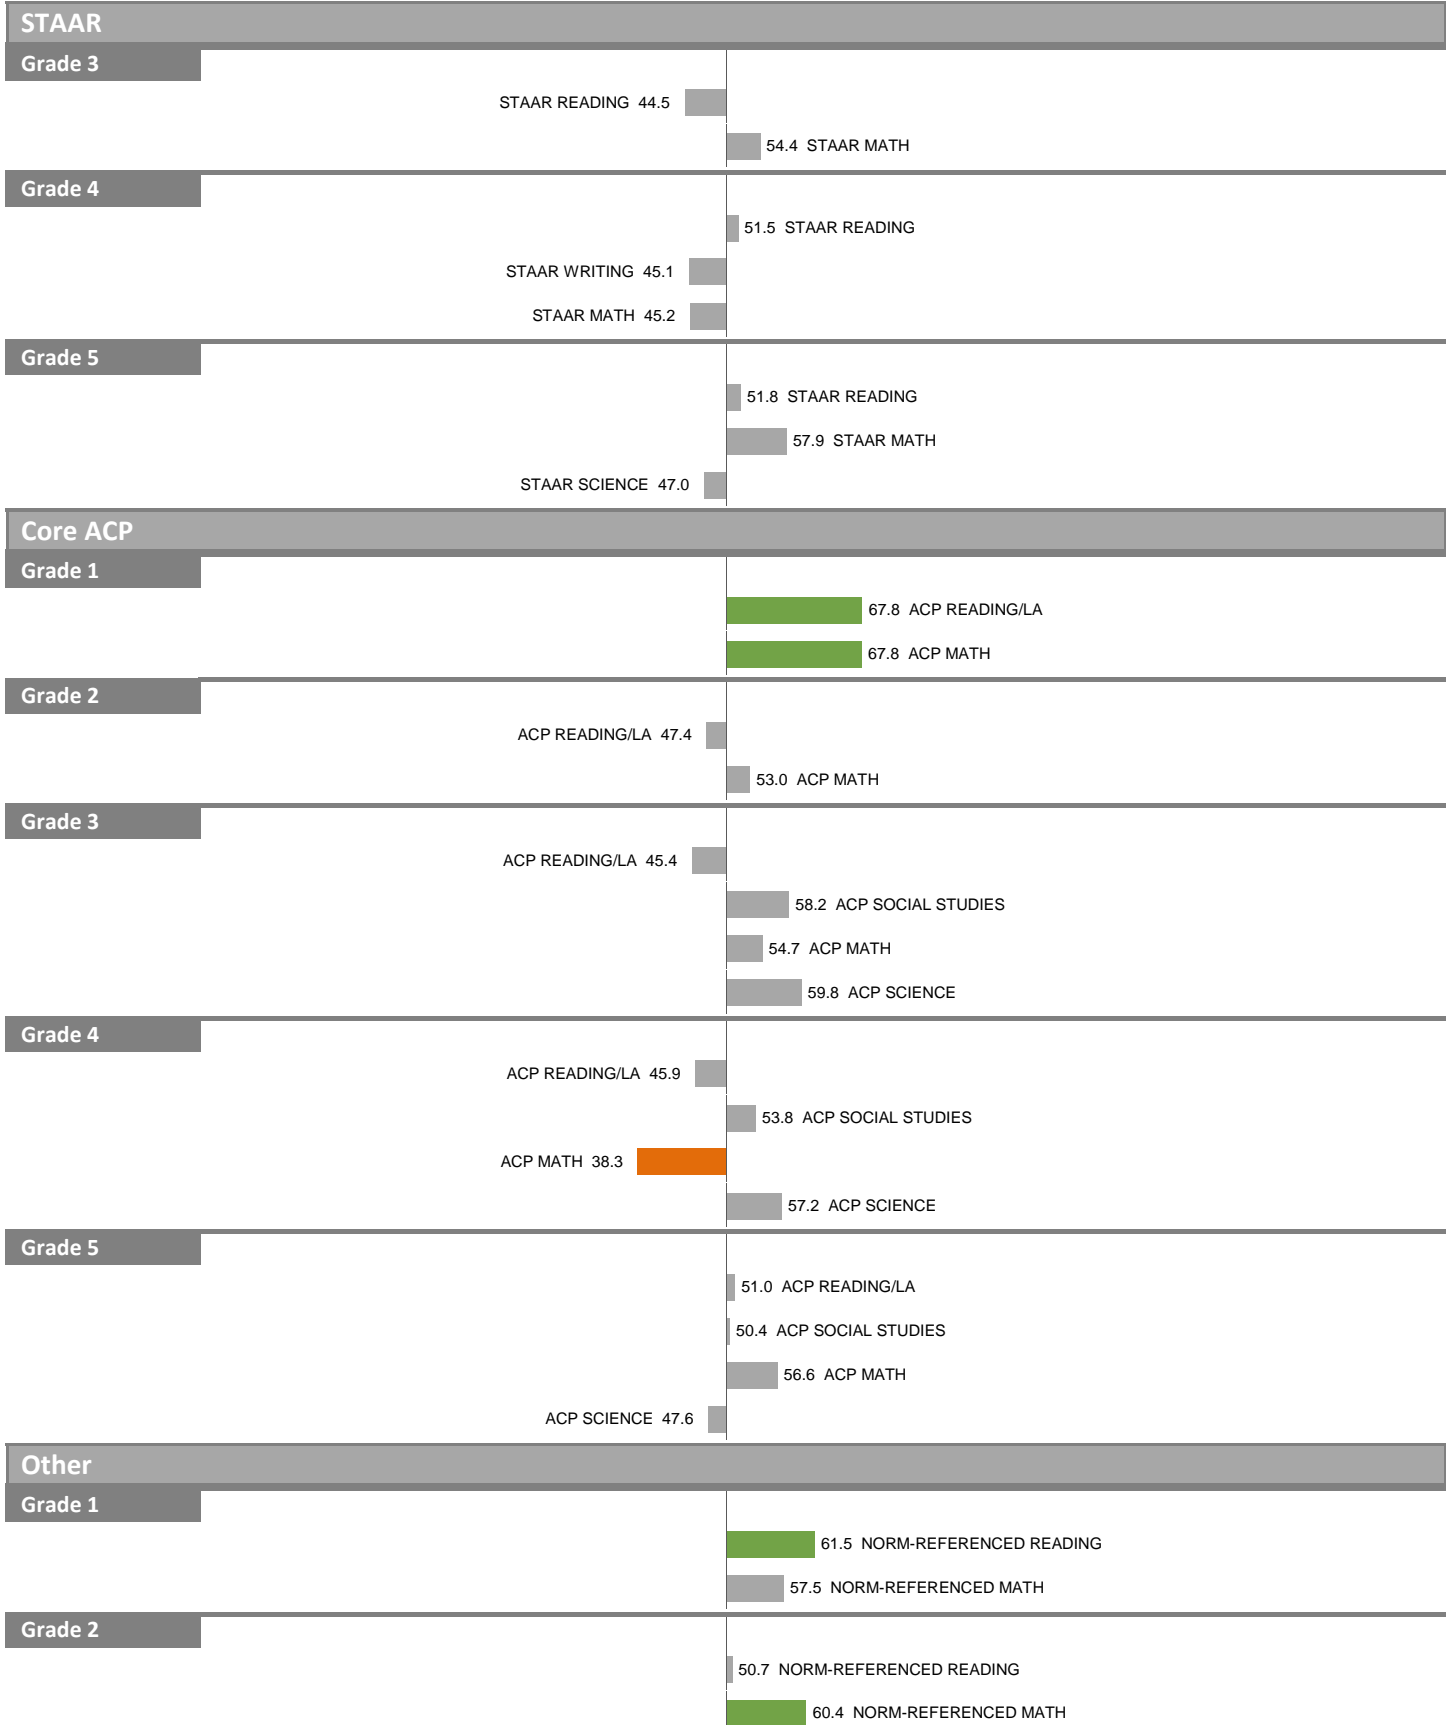 STAAR
Grade 3
STAAR READING 44.5
54.4 STAAR MATH
Grade 4
51.5 STAAR READING
STAAR WRITING 45.1
STAAR MATH 45.2
Grade 5
51.8 STAAR READING
57.9 STAAR MATH
STAAR SCIENCE 47.0
Core ACP
Grade 1
67.8 ACP READING/LA
67.8 ACP MATH
Grade 2
ACP READING/LA 47.4
53.0 ACP MATH
Grade 3
ACP READING/LA 45.4
58.2 ACP SOCIAL STUDIES
54.7 ACP MATH
59.8 ACP SCIENCE
Grade 4
ACP READING/LA 45.9
53.8 ACP SOCIAL STUDIES
ACP MATH 38.3
57.2 ACP SCIENCE
Grade 5
51.0 ACP READING/LA
50.4 ACP SOCIAL STUDIES
56.6 ACP MATH
ACP SCIENCE 47.6
Other
Grade 1
61.5 NORM-REFERENCED READING
57.5 NORM-REFERENCED MATH
Grade 2
50.7 NORM-REFERENCED READING
60.4 NORM-REFERENCED MATH